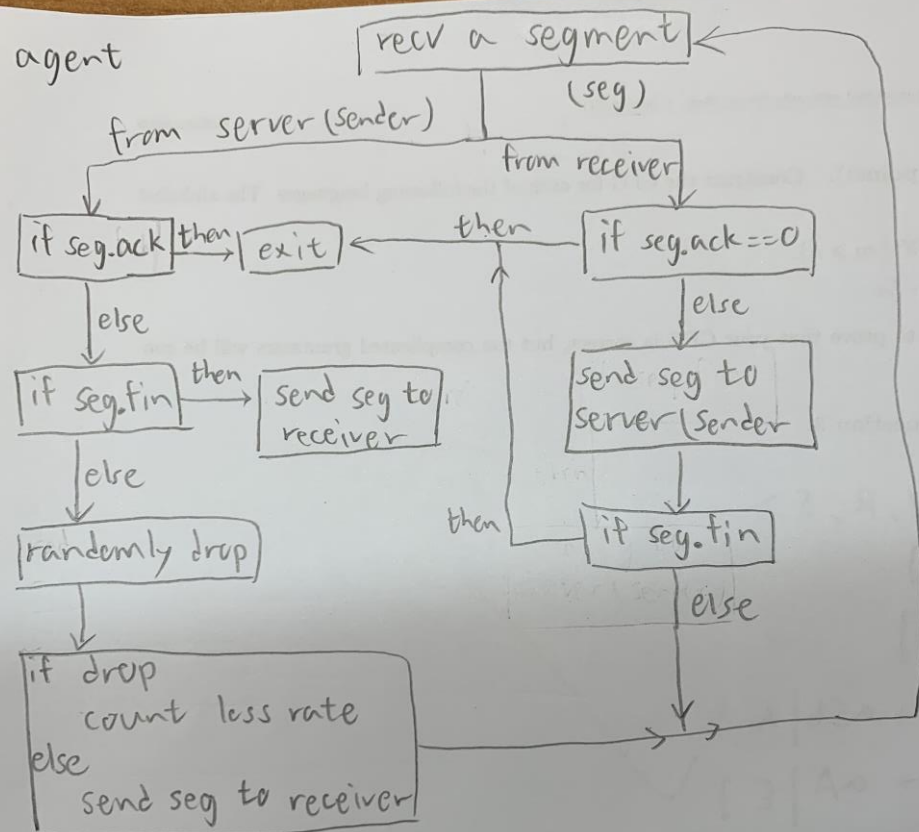 agent
recv a segment
(seg)
from server(sender)
from receiver
if seg.ack
then
exit
then
if seg.ack==0
else
else
if seg.fin
then
send seg to
receiver
send seg to
server(sender
else
then
if seg.fin
randomly drop
else
if drop
count loss rate
else
send seg to receiver